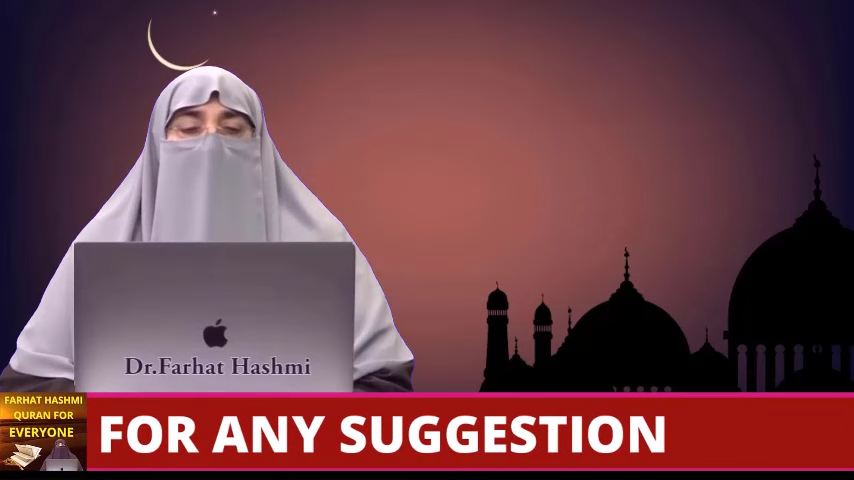 Dr.Farhat Hashmi
FARHAT HASHMI
QURAN FOR
EVERYONE
FOR ANY SUGGESTION